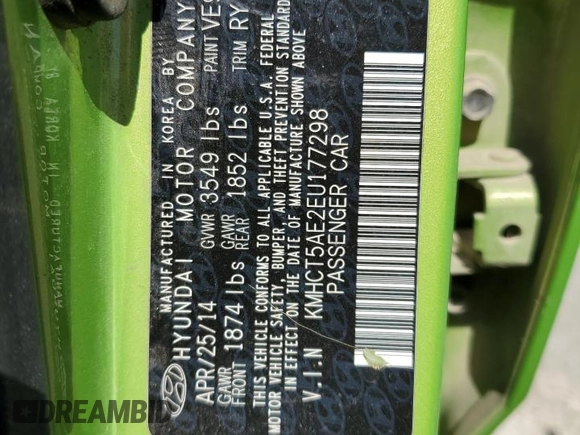 MANUFACTURED IN KOREA BY
HYUNDAI MOTOR COMPANY
APR/25/14 GVWR 3549 lbs PAINT VES
GAWR FRONT 1874 lbs GAWR REAR 1852 lbs TRIM RY
THIS VEHICLE CONFORMS TO ALL APPLICABLE U.S.A. FEDERAL
MOTOR VEHICLE SAFETY, BUMPER, AND THEFT PREVENTION STANDARD
IN EFFECT ON THE DATE OF MANUFACTURE SHOWN ABOVE
V.I.N KMHCT5AE2EU177298
PASSENGER CAR
DREAMBID